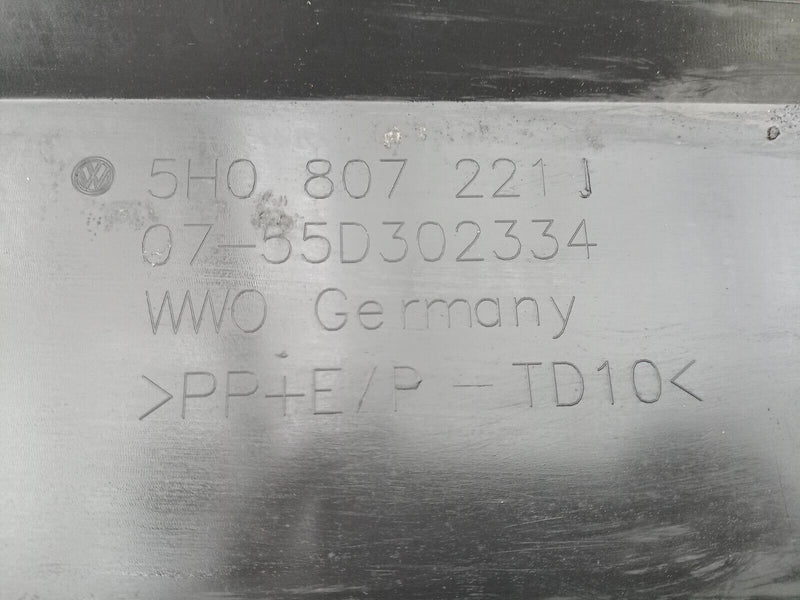 5H0 807 221 J
07-55D302334
WWO Germany
>PP+E/P - TD10<